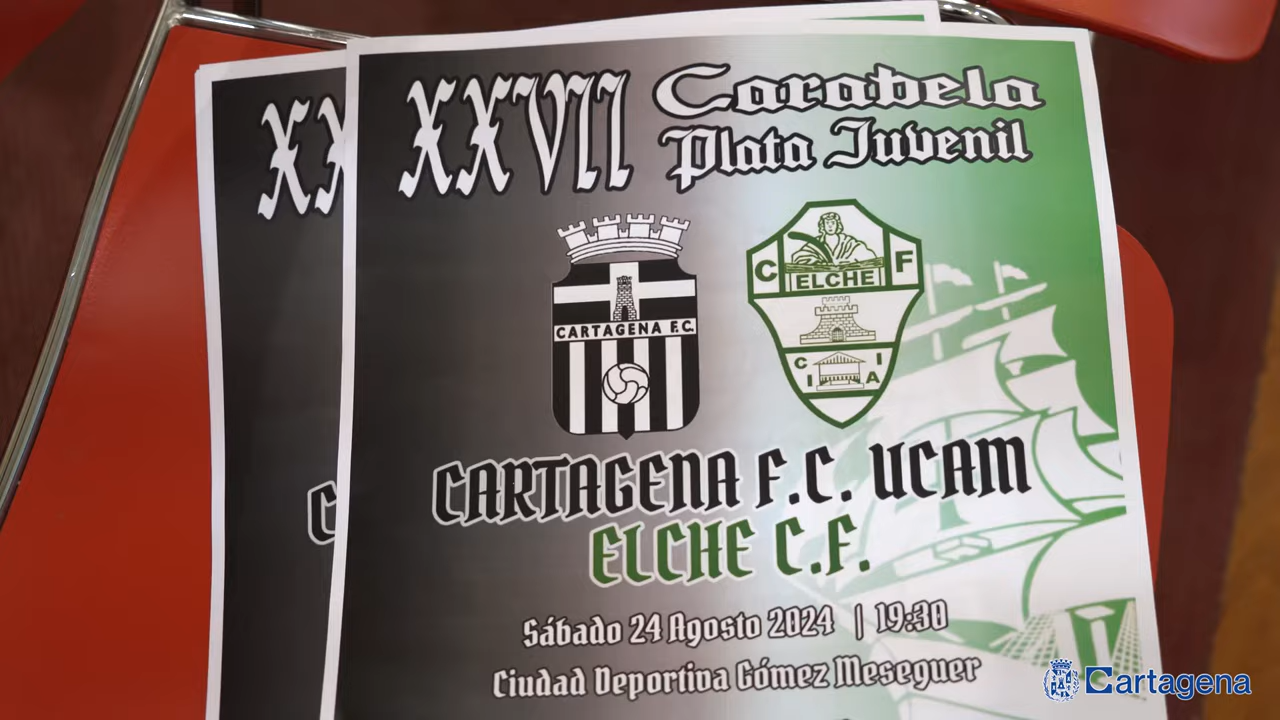 XXVII Carabela
Plata Juvenil
CARTAGENA F.C.
C F
ELCHE
C I
I A
CARTAGENA F.C. UCAM
ELCHE C.F.
Sábado 24 Agosto 2024 | 19:30
Ciudad Deportiva Gómez Meseguer
XX
C
Cartagena